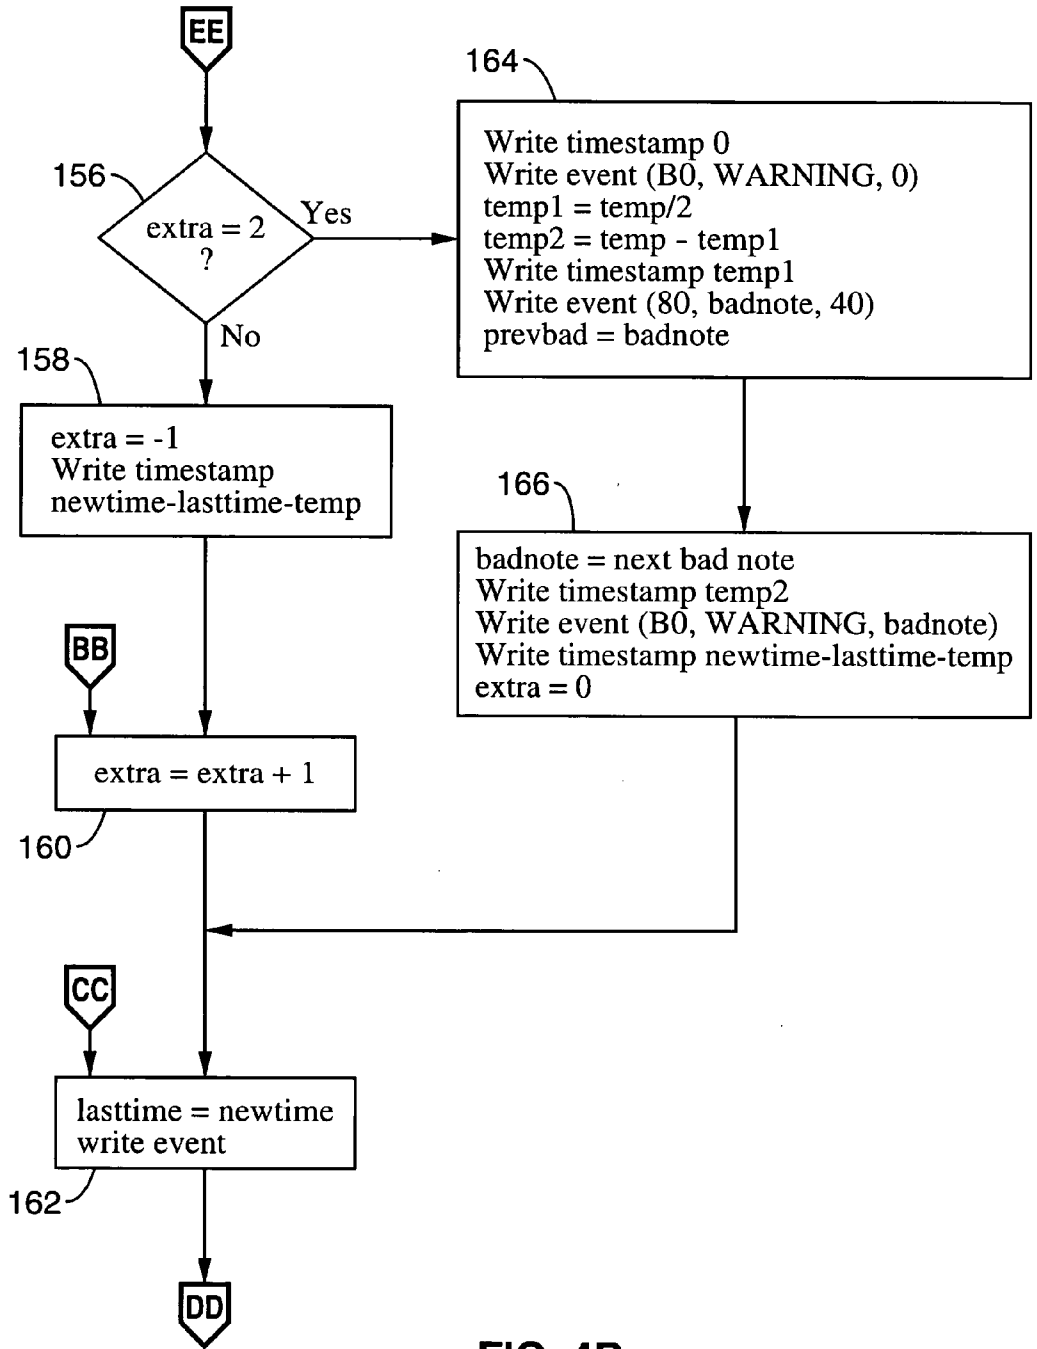 EE
164
Write timestamp 0
Write event (B0, WARNING, 0)
temp1 = temp/2
temp2 = temp - temp1
Write timestamp temp1
Write event (80, badnote, 40)
prevbad = badnote
156
extra = 2
?
Yes
No
158
extra = -1
Write timestamp
newtime-lasttime-temp
166
badnote = next bad note
Write timestamp temp2
Write event (B0, WARNING, badnote)
Write timestamp newtime-lasttime-temp
extra = 0
BB
extra = extra + 1
160
CC
lasttime = newtime
write event
162
DD